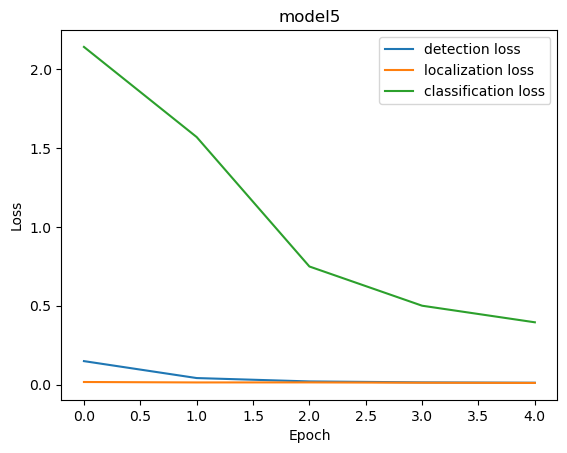 model5
detection loss
localization loss
classification loss
2.0
1.5
1.0
0.5
0.0
Loss
0.0 0.5 1.0 1.5 2.0 2.5 3.0 3.5 4.0
Epoch